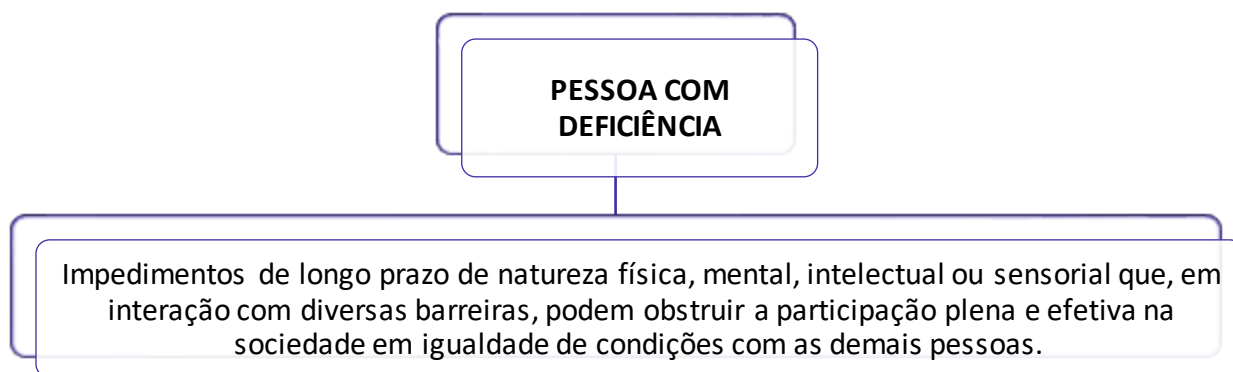 PESSOA COM
DEFICIÊNCIA
Impedimentos de longo prazo de natureza física, mental, intelectual ou sensorial que, em
interação com diversas barreiras, podem obstruir a participação plena e efetiva na
sociedade em igualdade de condições com as demais pessoas.